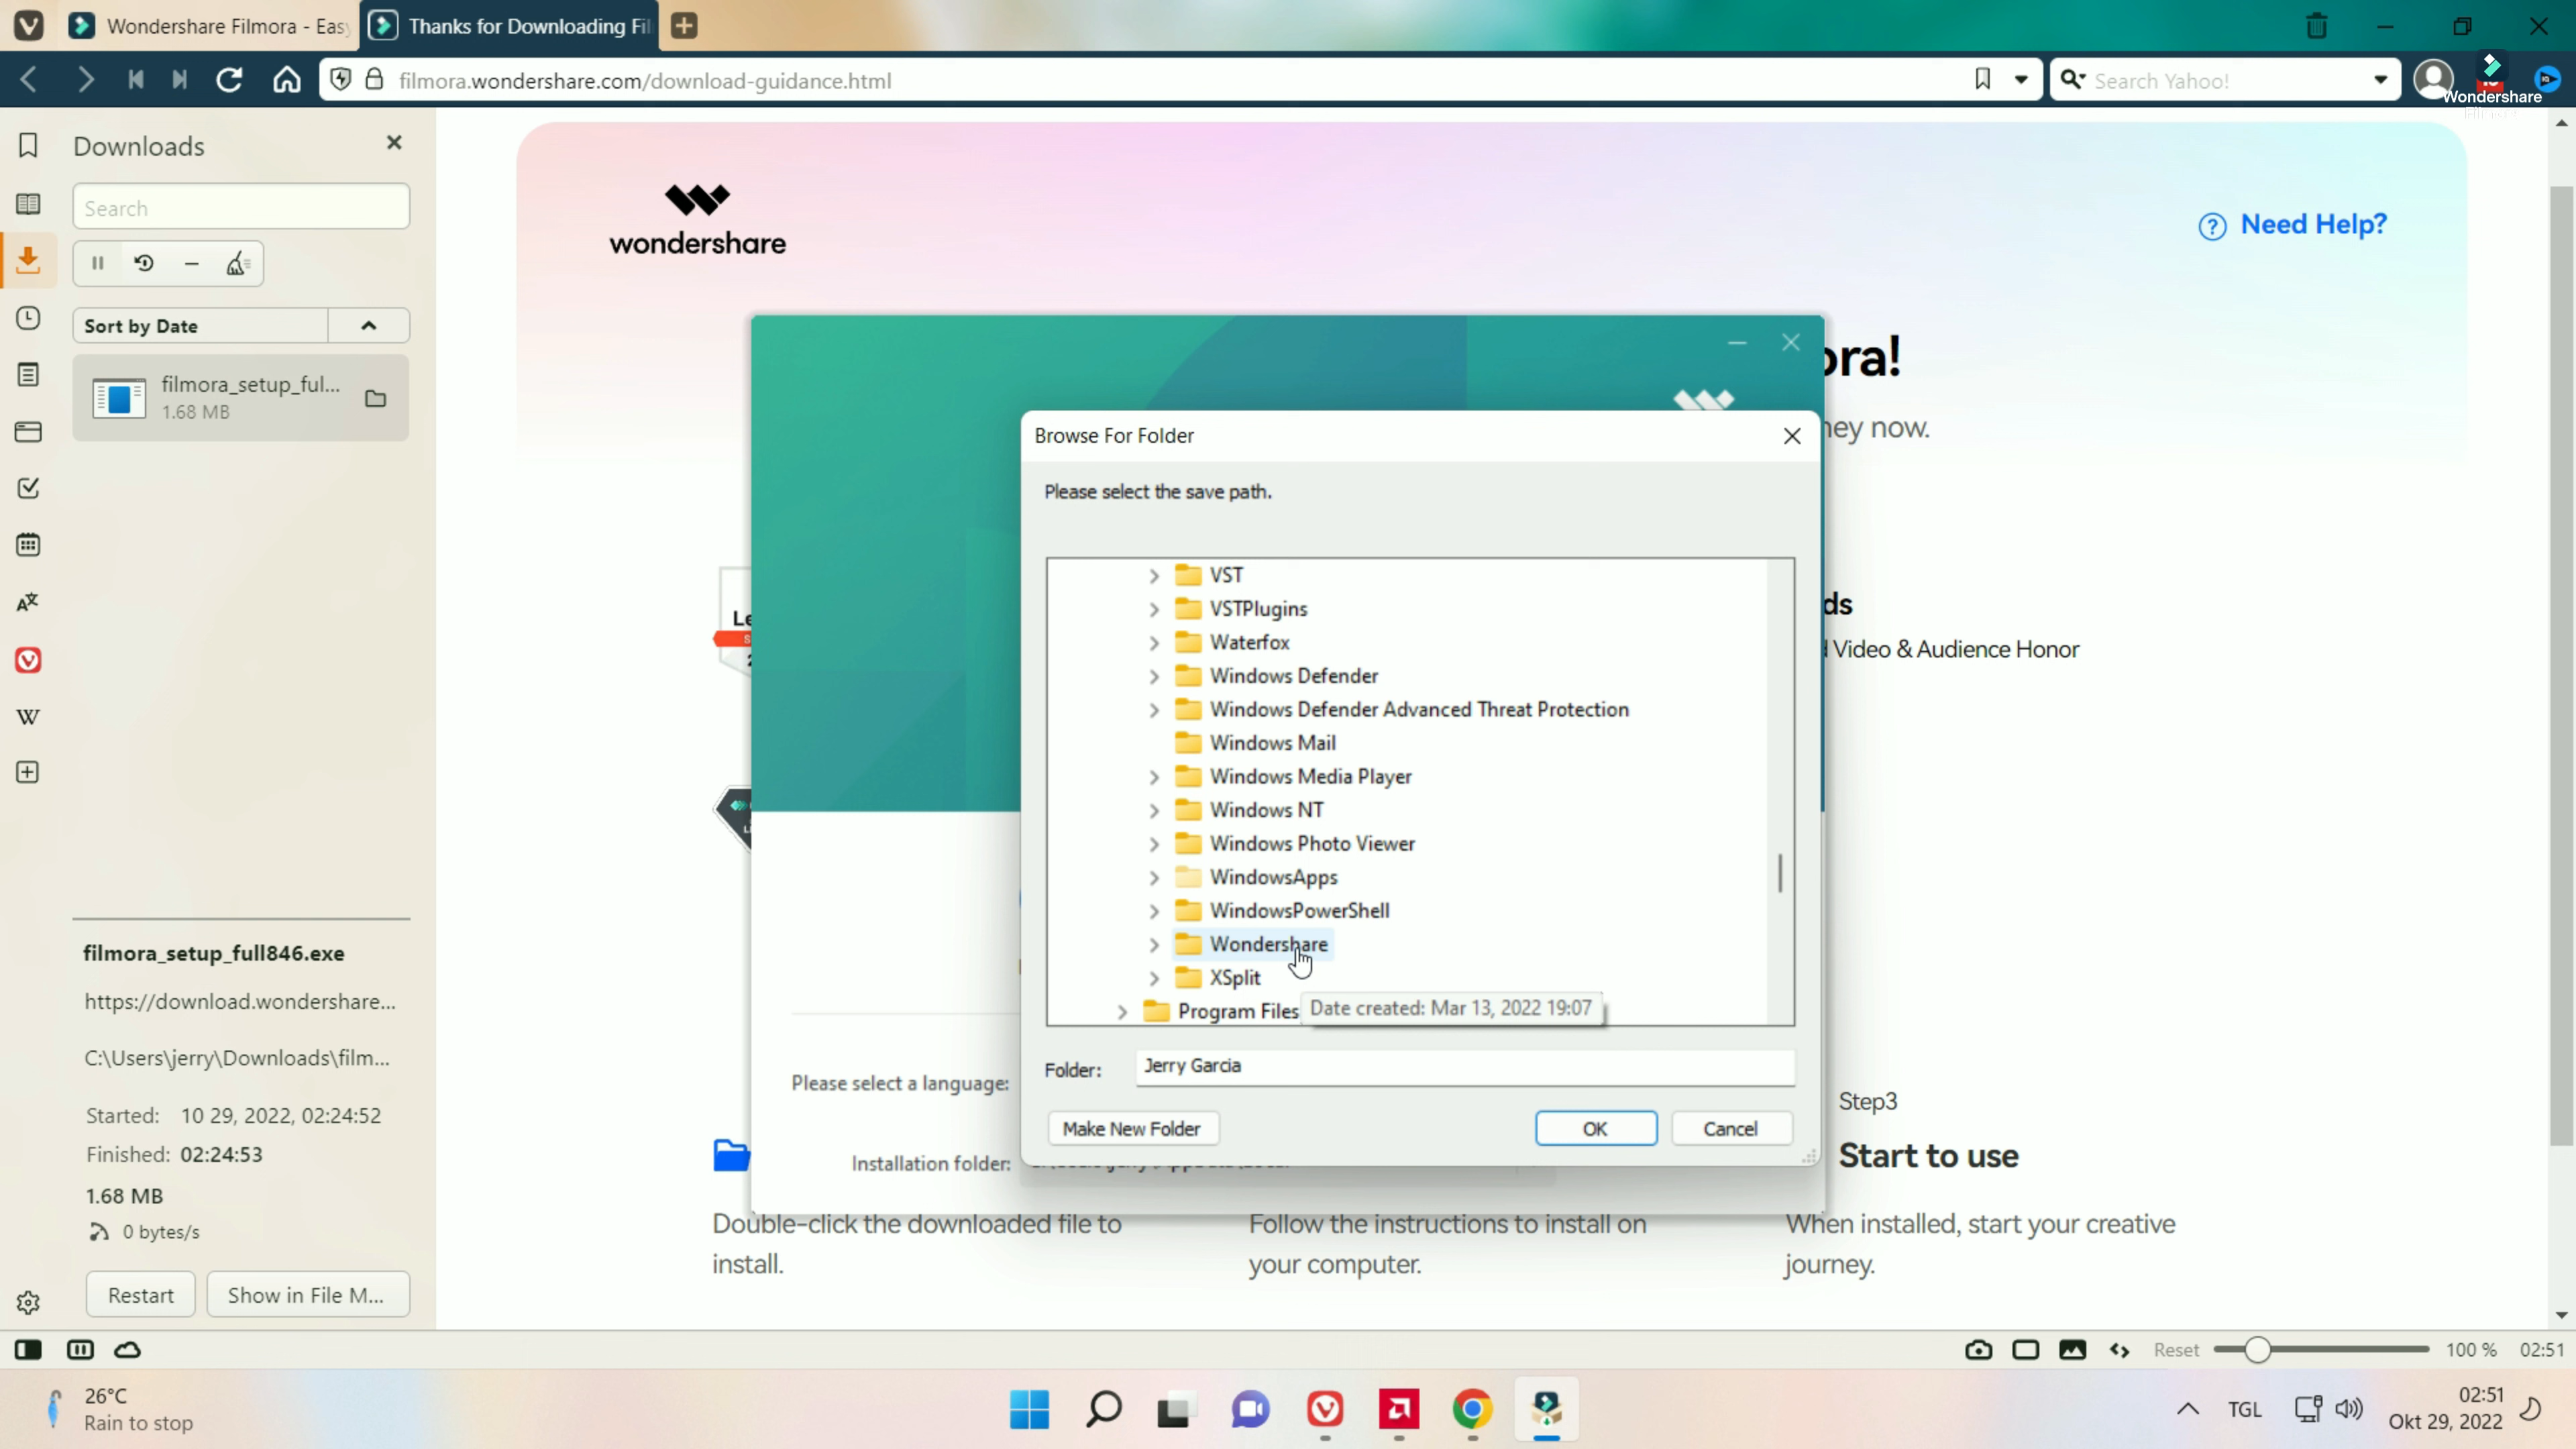 Wondershare Filmora - Easy
Thanks for Downloading Fil
filmora.wondershare.com/download-guidance.html
Search Yahoo!
Wondershare
Downloads
Search
Sort by Date
filmora_setup_ful...
1.68 MB
filmora_setup_full846.exe
https://download.wondershare...
C:\Users\jerry\Downloads\film...
Started: 10 29, 2022, 02:24:52
Finished: 02:24:53
1.68 MB
0 bytes/s
Restart
Show in File M...
wondershare
Need Help?
ora!
ney now.
Le
ds
Video & Audience Honor
Browse For Folder
Please select the save path.
VST
VSTPlugins
Waterfox
Windows Defender
Windows Defender Advanced Threat Protection
Windows Mail
Windows Media Player
Windows NT
Windows Photo Viewer
WindowsApps
WindowsPowerShell
Wondershare
XSplit
Program Files
Date created: Mar 13, 2022 19:07
Folder: Jerry Garcia
Make New Folder
OK
Cancel
Please select a language:
Installation folder:
Step3
Start to use
Double-click the downloaded file to
install.
Follow the instructions to install on
your computer.
When installed, start your creative
journey.
Reset
100 %
02:51
26°C
Rain to stop
TGL
02:51
Okt 29, 2022